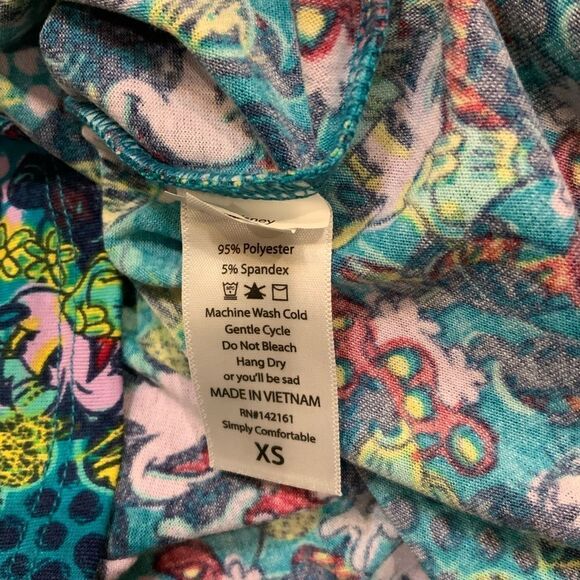 95% Polyester
5% Spandex
Machine Wash Cold
Gentle Cycle
Do Not Bleach
Hang Dry
or you'll be sad
MADE IN VIETNAM
RN#142161
Simply Comfortable
XS